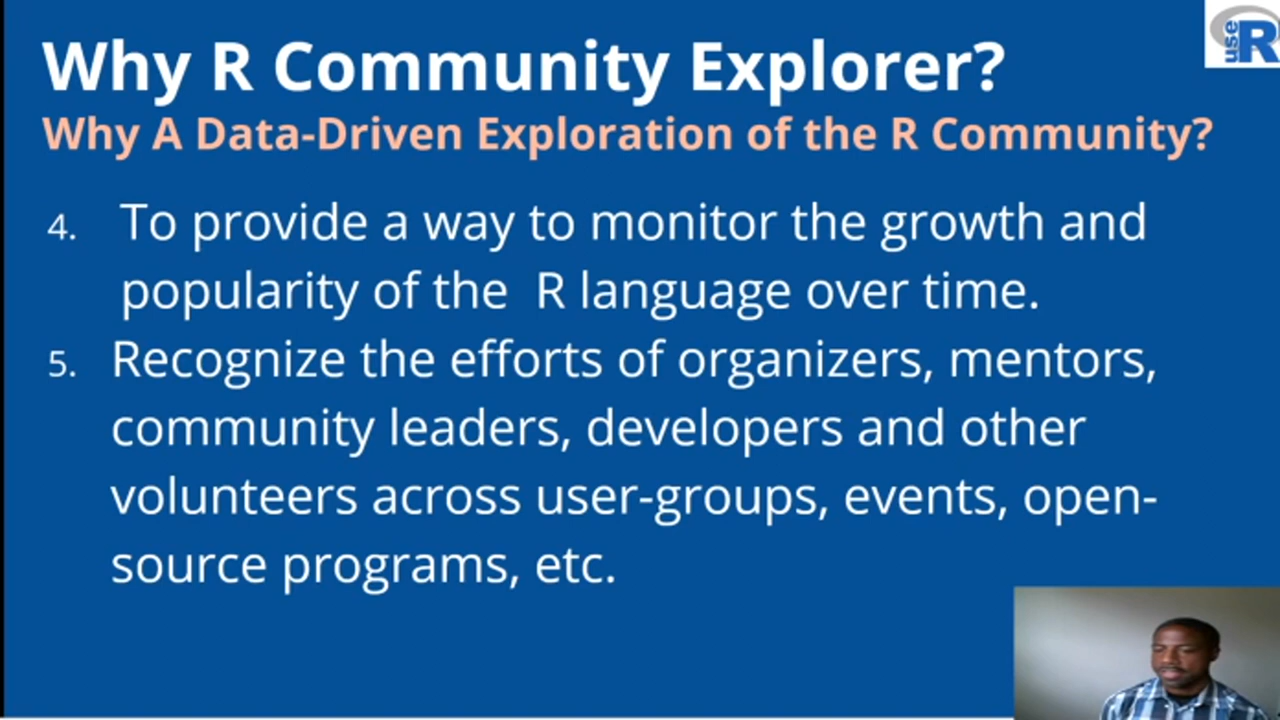 Why R Community Explorer?
use R
Why A Data-Driven Exploration of the R Community?
4. To provide a way to monitor the growth and
popularity of the  R language over time.
5. Recognize the efforts of organizers, mentors,
community leaders, developers and other
volunteers across user-groups, events, open-
source programs, etc.